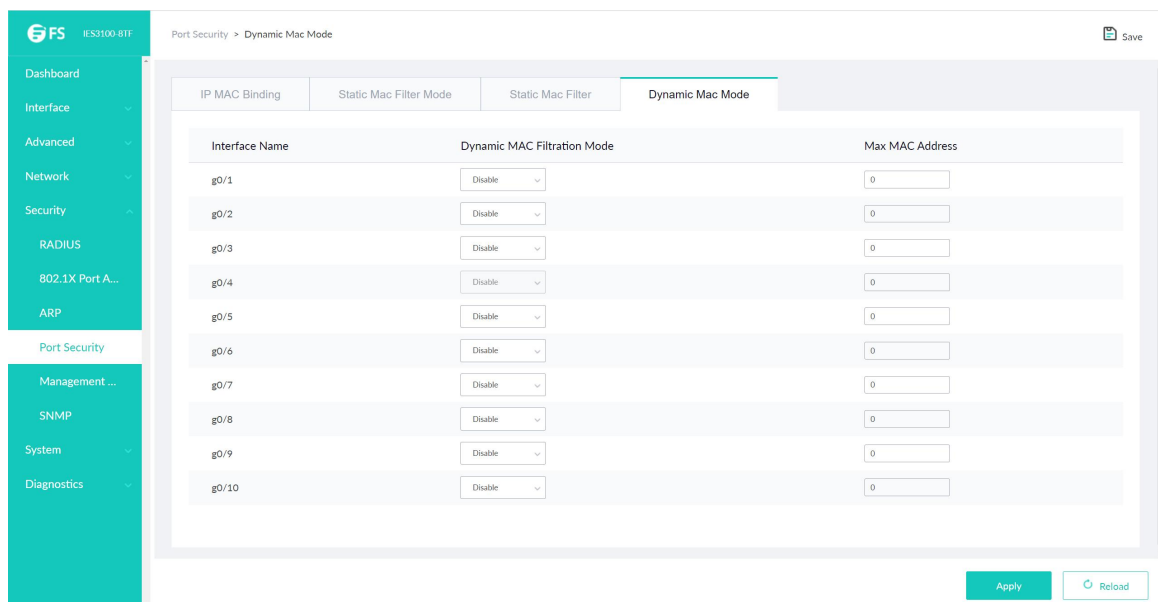 FS IES3100-8TF
Port Security > Dynamic Mac Mode
Save
Dashboard
Interface
Advanced
Network
Security
RADIUS
802.1X Port A...
ARP
Port Security
Management ...
SNMP
System
Diagnostics
IP MAC Binding Static Mac Filter Mode Static Mac Filter Dynamic Mac Mode
Interface Name Dynamic MAC Filtration Mode Max MAC Address
g0/1 Disable 0
g0/2 Disable 0
g0/3 Disable 0
g0/4 Disable 0
g0/5 Disable 0
g0/6 Disable 0
g0/7 Disable 0
g0/8 Disable 0
g0/9 Disable 0
g0/10 Disable 0
Apply Reload